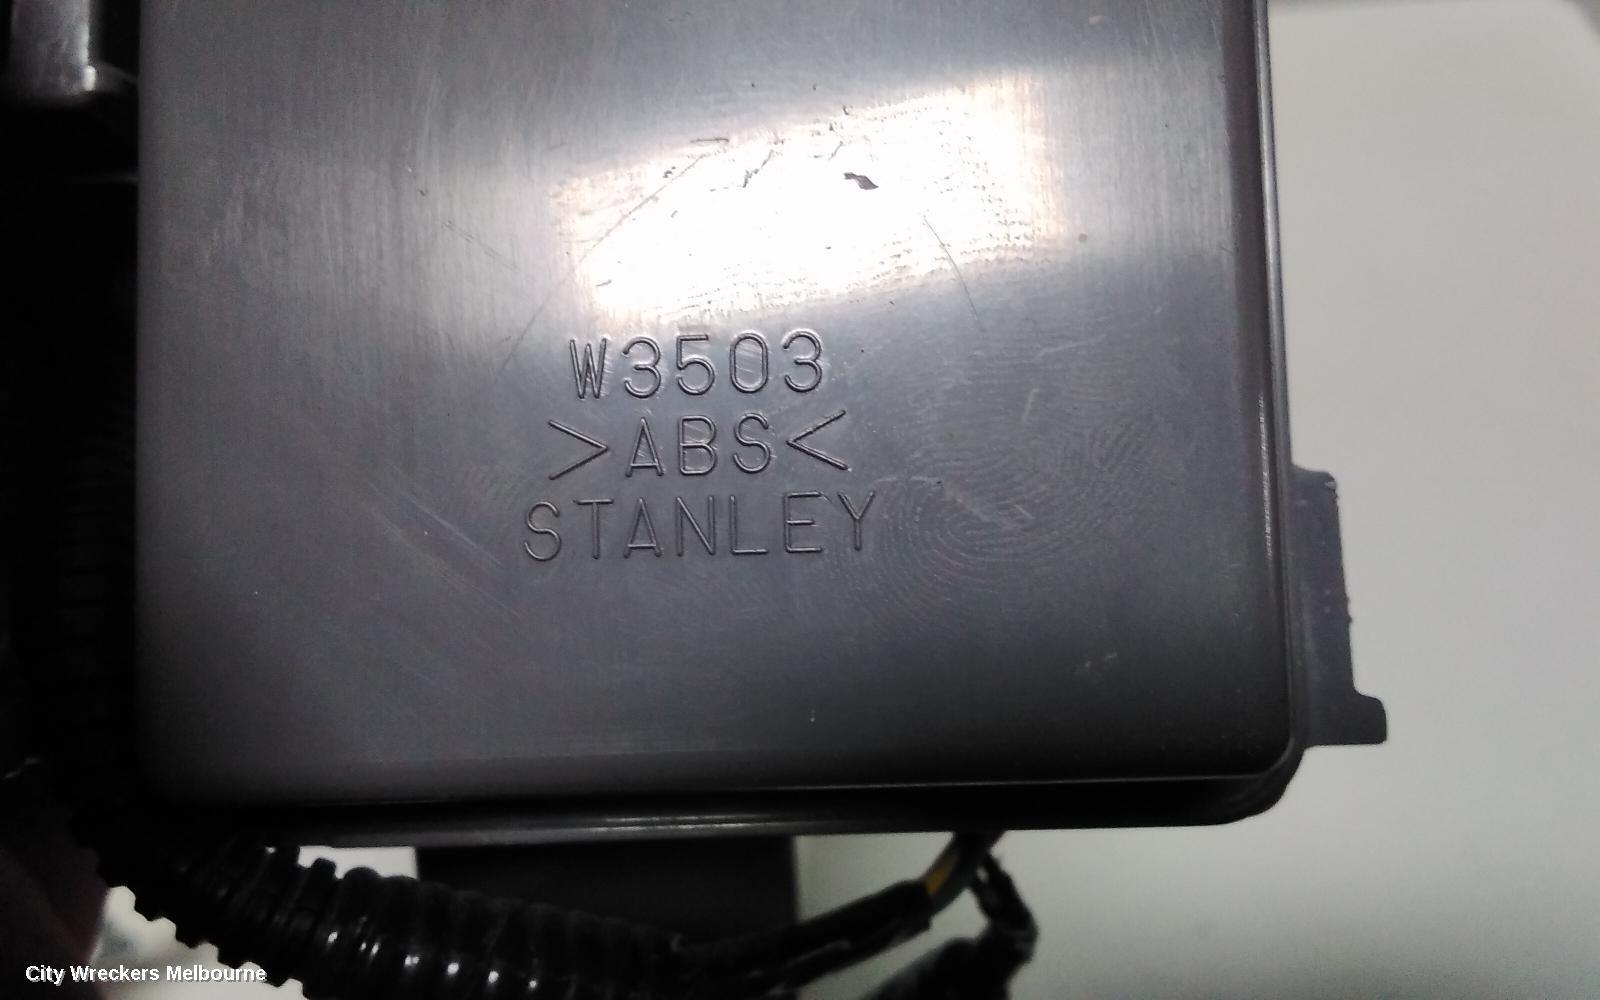 W3503
>ABS<
STANLEY
City Wreckers Melbourne